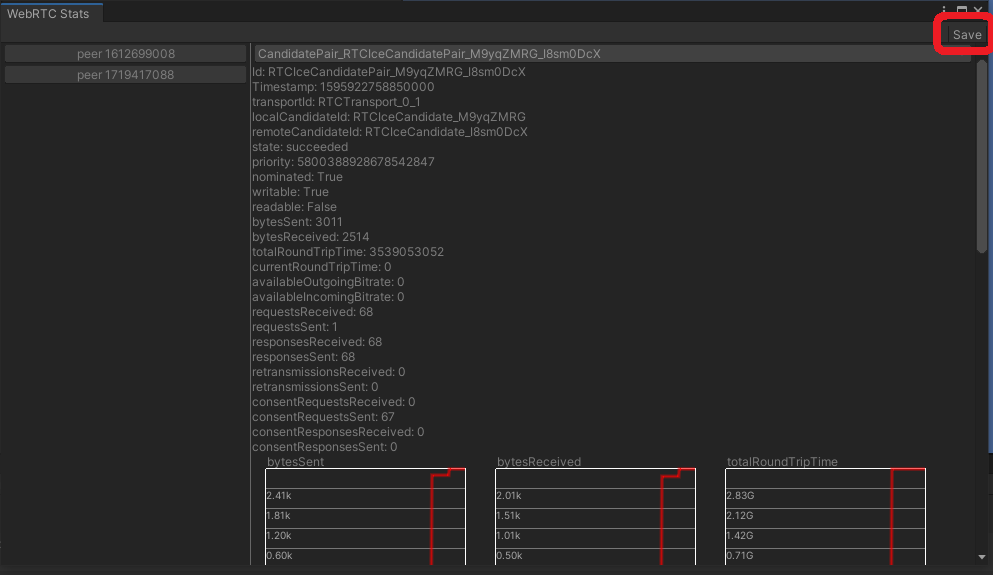 WebRTC Stats
Save
peer 1612699008
peer 1719417088
CandidatePair_RTCIceCandidatePair_M9yqZMRG_I8sm0DcX
Id: RTCIceCandidatePair_M9yqZMRG_I8sm0DcX
Timestamp: 1595922758850000
transportId: RTCTransport_0_1
localCandidateId: RTCIceCandidate_M9yqZMRG
remoteCandidateId: RTCIceCandidate_I8sm0DcX
state: succeeded
priority: 5800388928678542847
nominated: True
writable: True
readable: False
bytesSent: 3011
bytesReceived: 2514
totalRoundTripTime: 3539053052
currentRoundTripTime: 0
availableOutgoingBitrate: 0
availableIncomingBitrate: 0
requestsReceived: 68
requestsSent: 1
responsesReceived: 68
responsesSent: 68
retransmissionsReceived: 0
retransmissionsSent: 0
consentRequestsReceived: 0
consentRequestsSent: 67
consentResponsesReceived: 0
consentResponsesSent: 0
bytesSent
2.41k
1.81k
1.20k
0.60k
bytesReceived
2.01k
1.51k
1.01k
0.50k
totalRoundTripTime
2.83G
2.12G
1.42G
0.71G